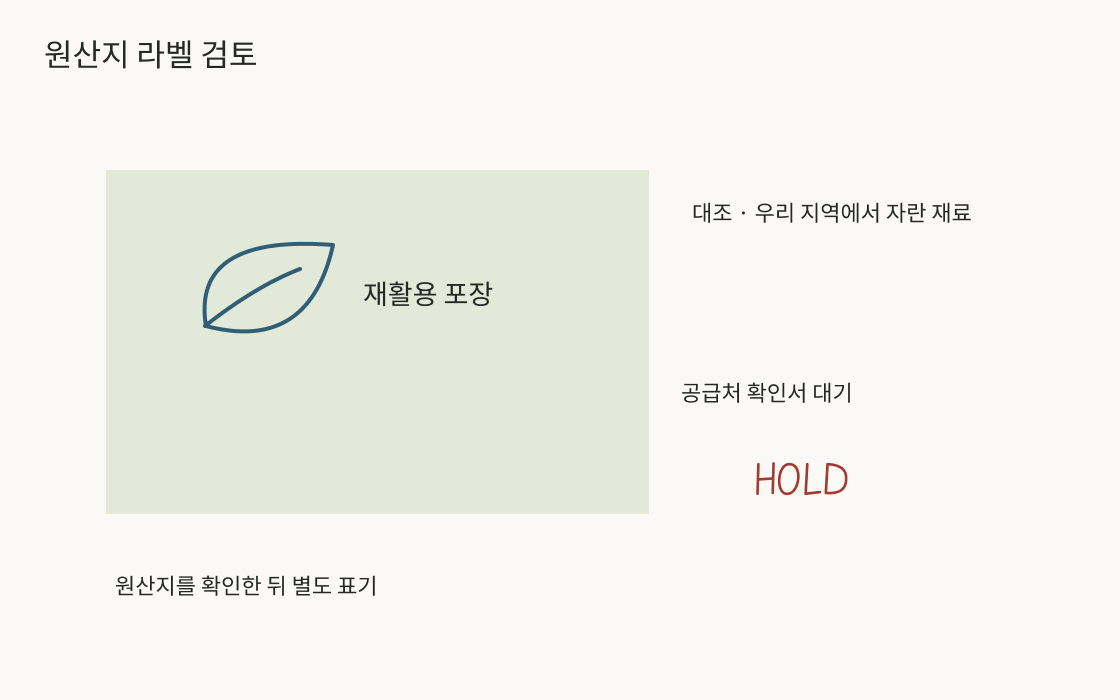 원산지 라벨 검토
대조 · 우리 지역에서 자란 재료
재활용 포장
공급처 확인서 대기
HOLD
원산지를 확인한 뒤 별도 표기